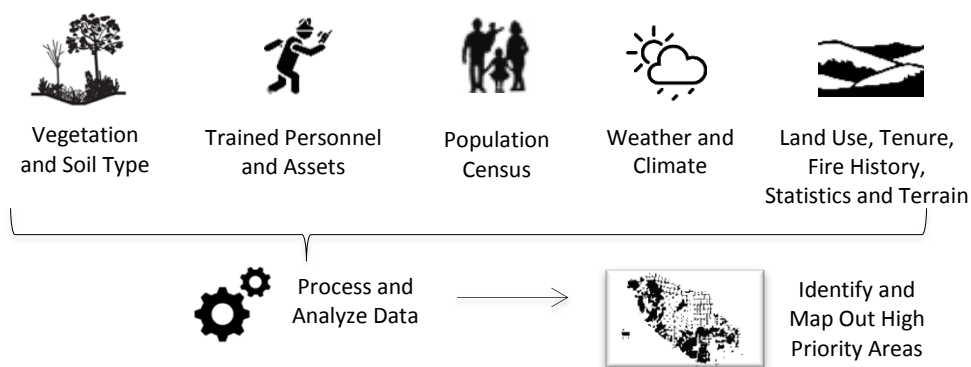 Vegetation
and Soil Type
Trained Personnel
and Assets
Population
Census
Weather and
Climate
Land Use, Tenure,
Fire History,
Statistics and Terrain
Process and
Analyze Data
Identify and
Map Out High
Priority Areas